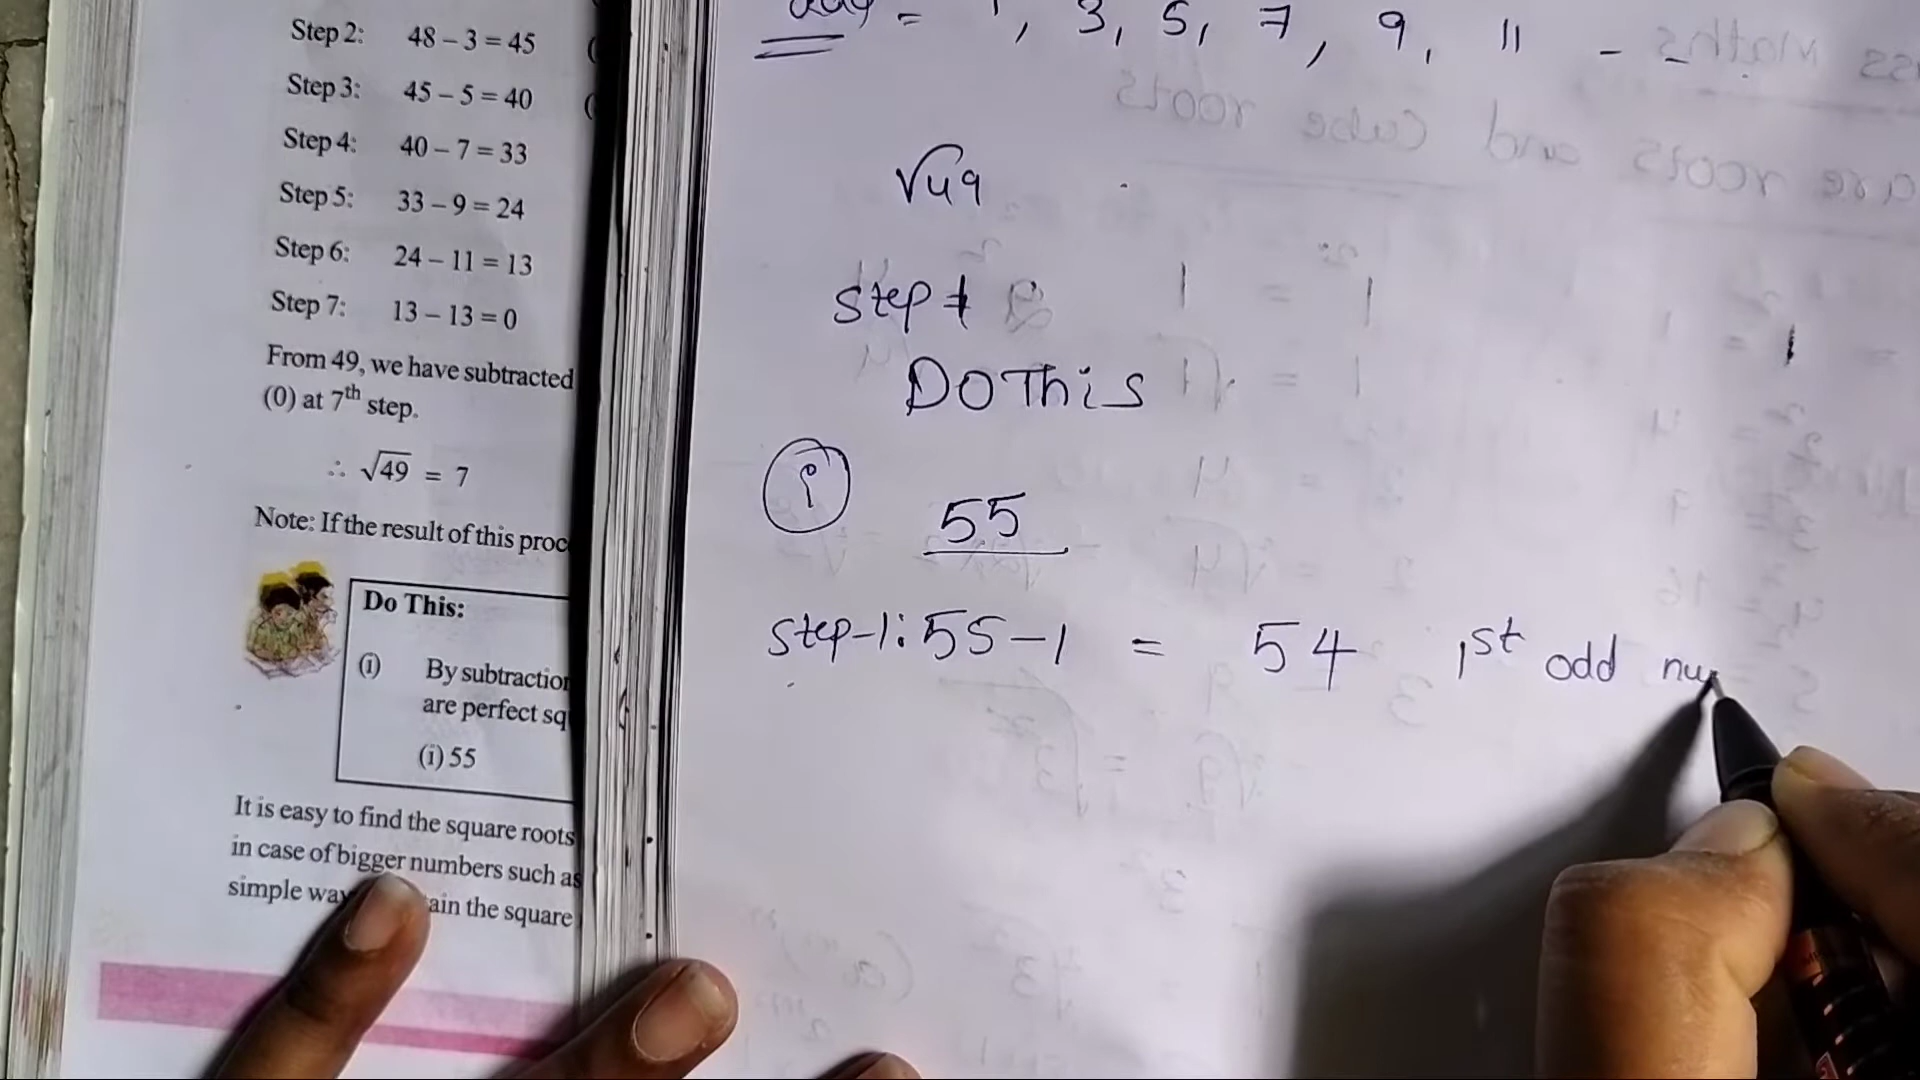 Step 2: 48 – 3 = 45
Step 3: 45 – 5 = 40
Step 4: 40 – 7 = 33
Step 5: 33 – 9 = 24
Step 6: 24 – 11 = 13
Step 7: 13 – 13 = 0
From 49, we have subtracted
(0) at 7th step.
∴ √49 = 7
Note: If the result of this proc
Do This:
(i) By subtraction
are perfect sq
(i) 55
It is easy to find the square roots
in case of bigger numbers such as
simple way ain the square
= 1, 3, 5, 7, 9, 11 -
√49
Step 1
DO This
55
Step-1: 55 – 1 = 54 1st odd nu